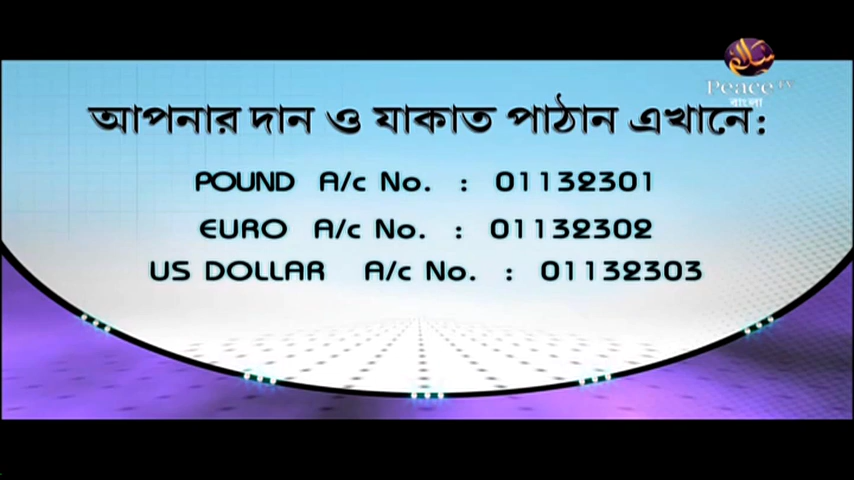 Peace TV
বাংলা
আপনার দান ও যাকাত পাঠান এখানে:
POUND A/c No. : 01132301
EURO A/c No. : 01132302
US DOLLAR A/c No. : 01132303